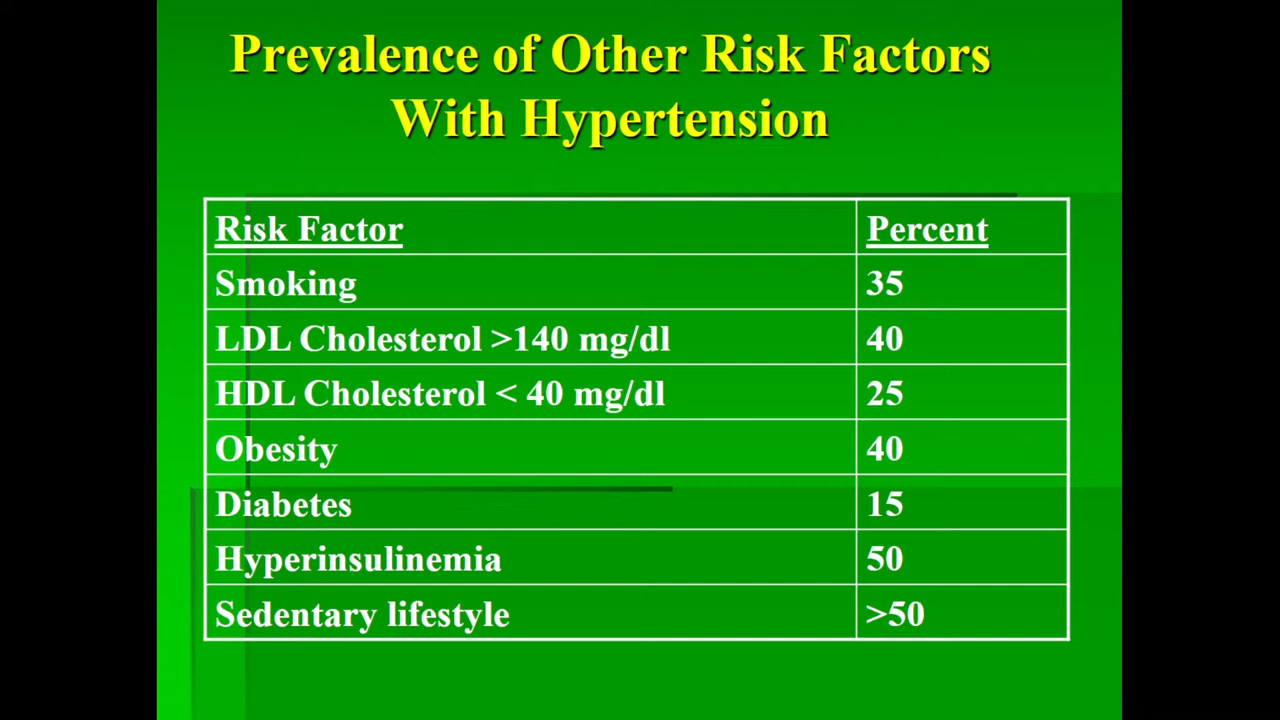 Prevalence of Other Risk Factors
With Hypertension
Risk Factor Percent
Smoking 35
LDL Cholesterol >140 mg/dl 40
HDL Cholesterol < 40 mg/dl 25
Obesity 40
Diabetes 15
Hyperinsulinemia 50
Sedentary lifestyle >50